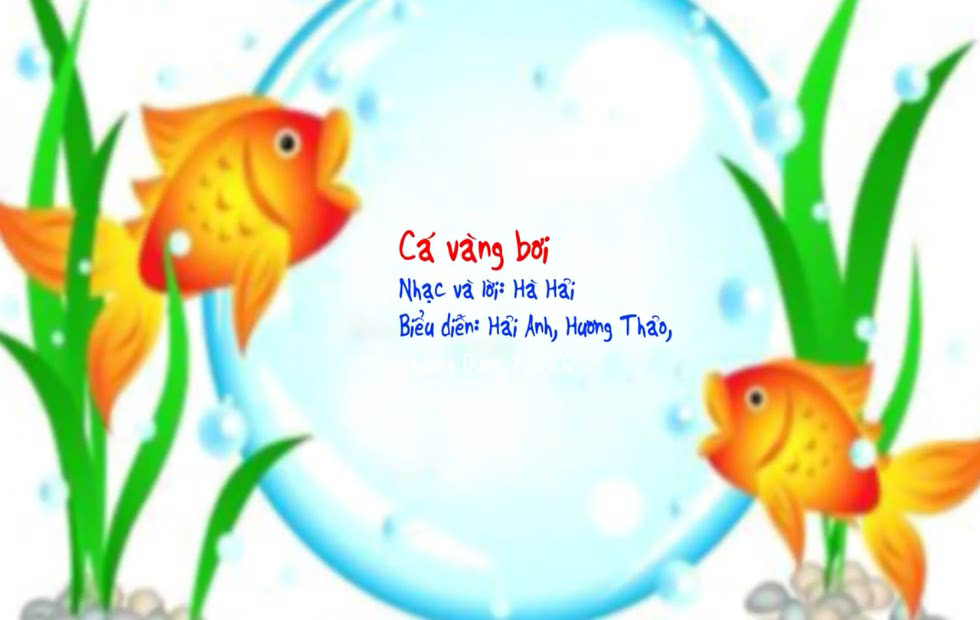 Cá vàng bơi
Nhạc và lời: Hà Hải
Biểu diễn: Hải Anh, Hương Thảo,